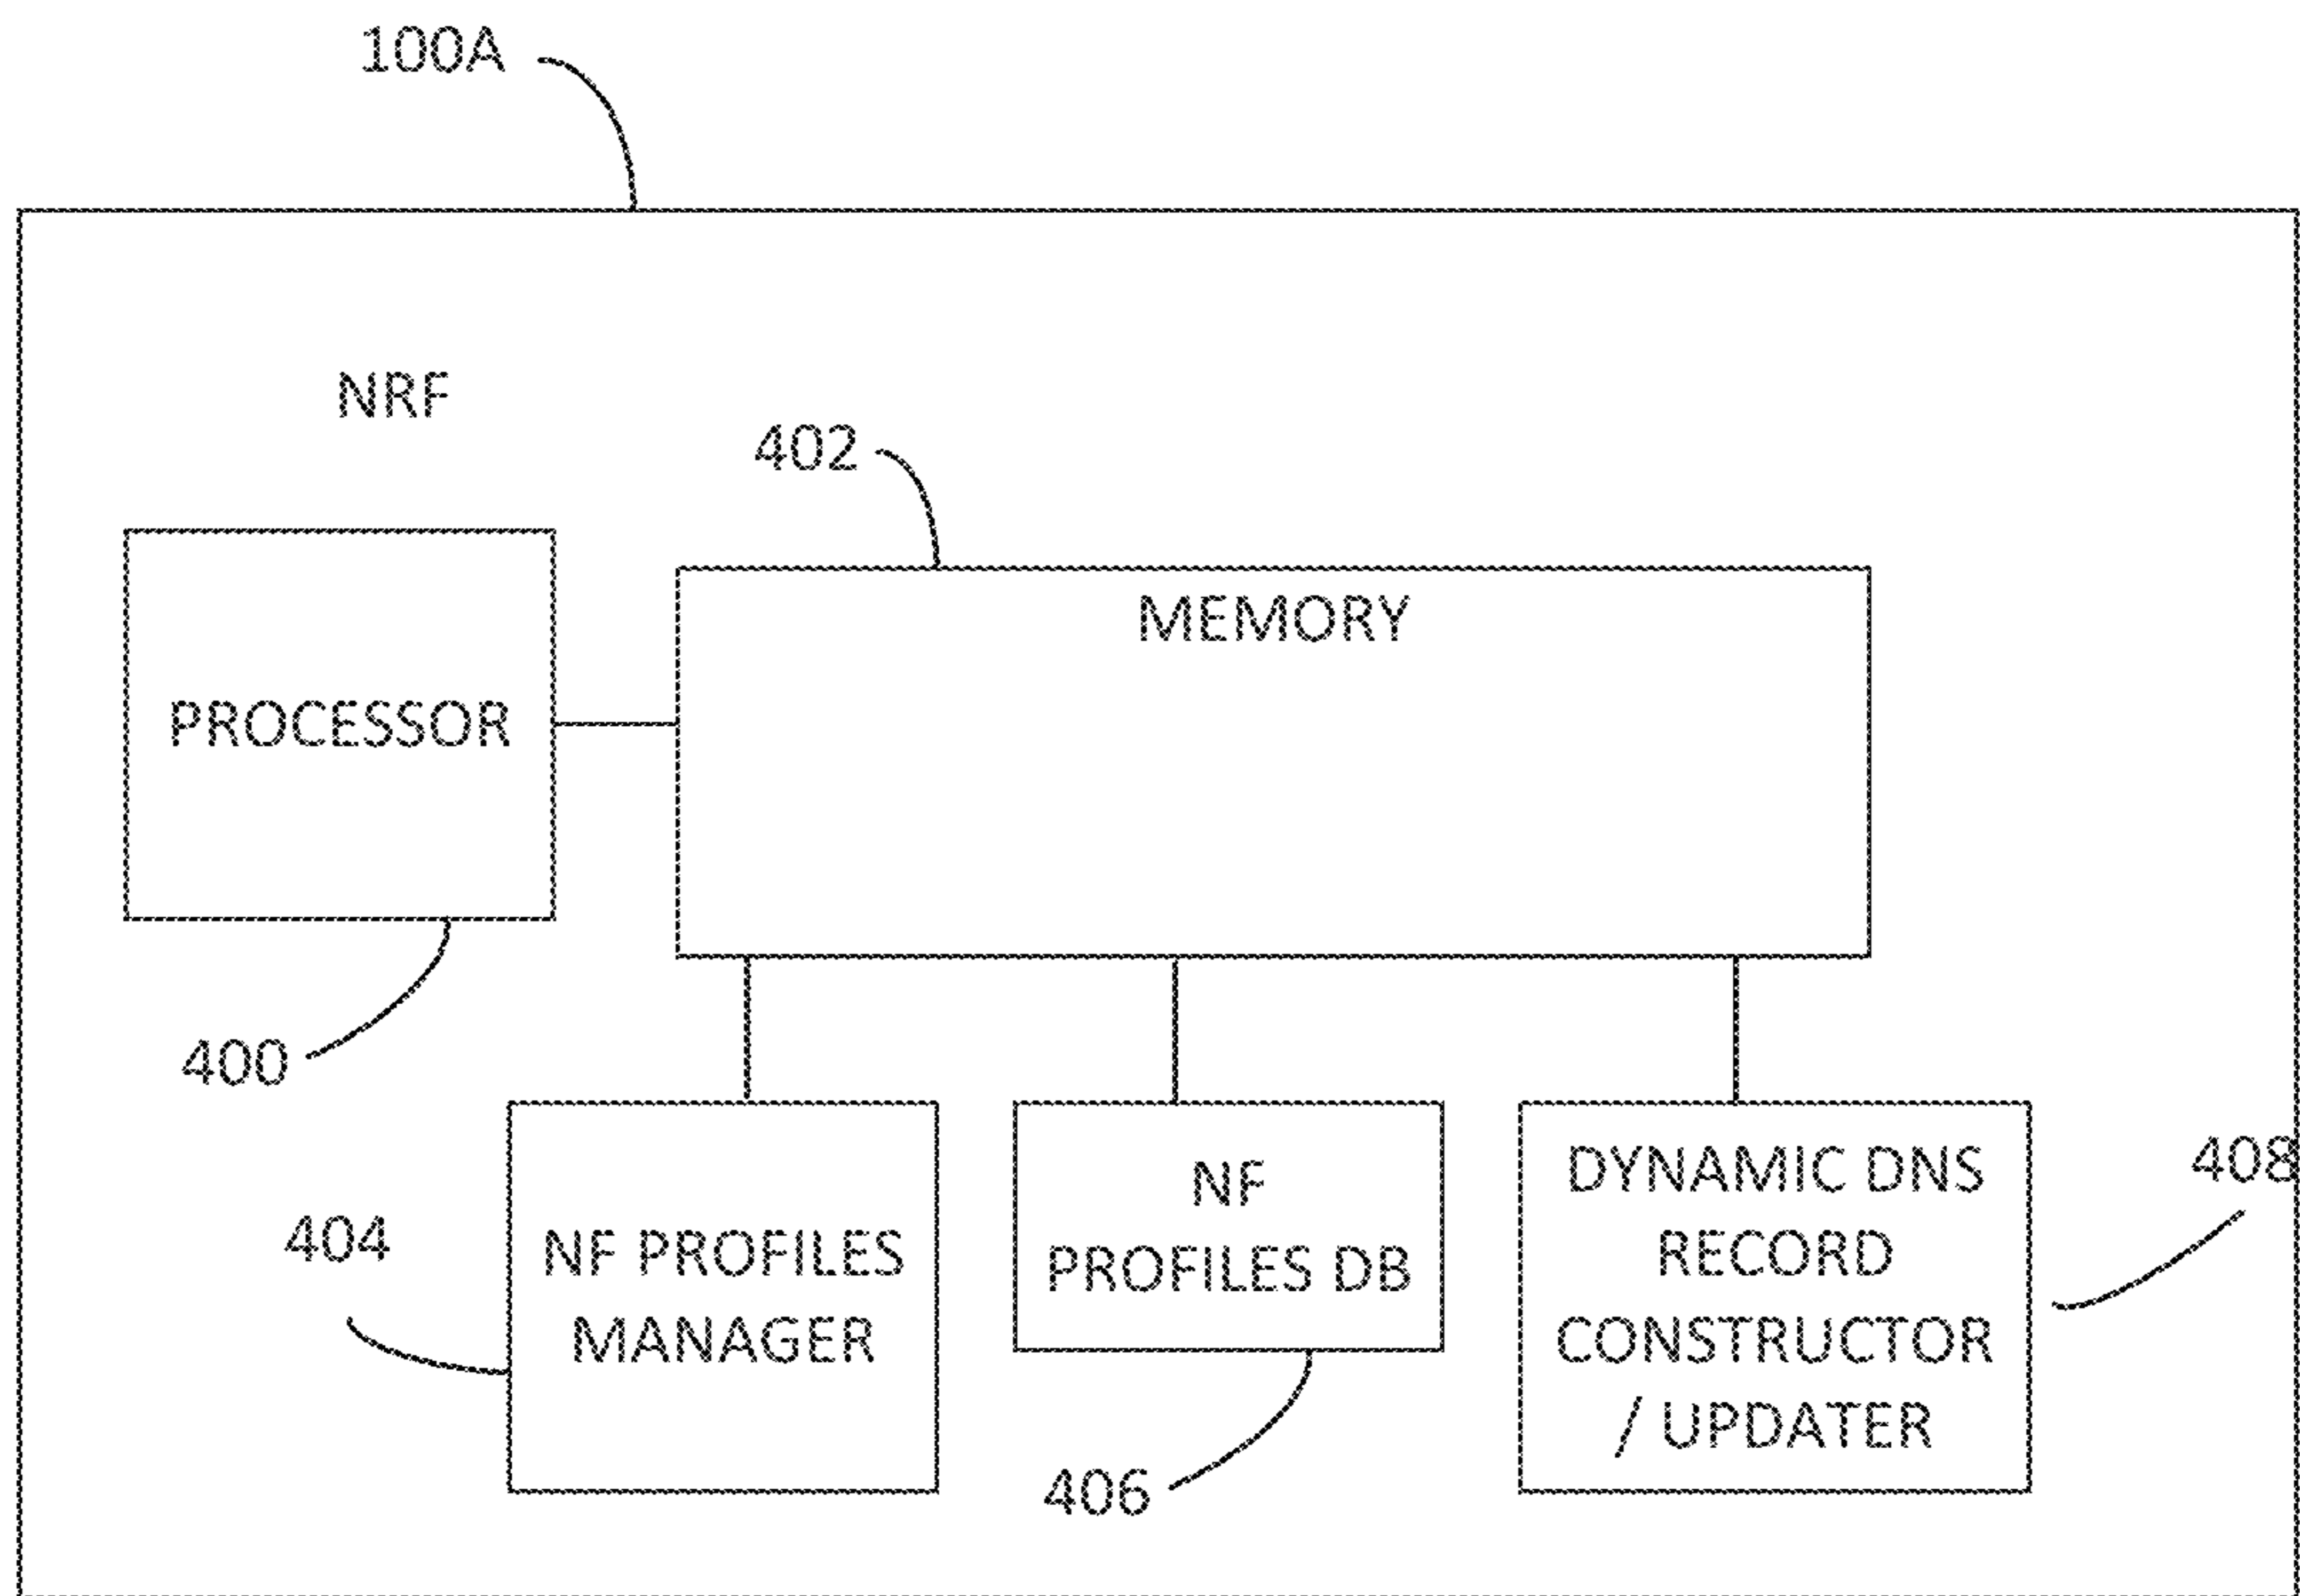 100A
NRF
402
MEMORY
PROCESSOR
400
404
NF PROFILES
MANAGER
NF
PROFILES DB
406
DYNAMIC DNS
RECORD
CONSTRUCTOR
/ UPDATER
408